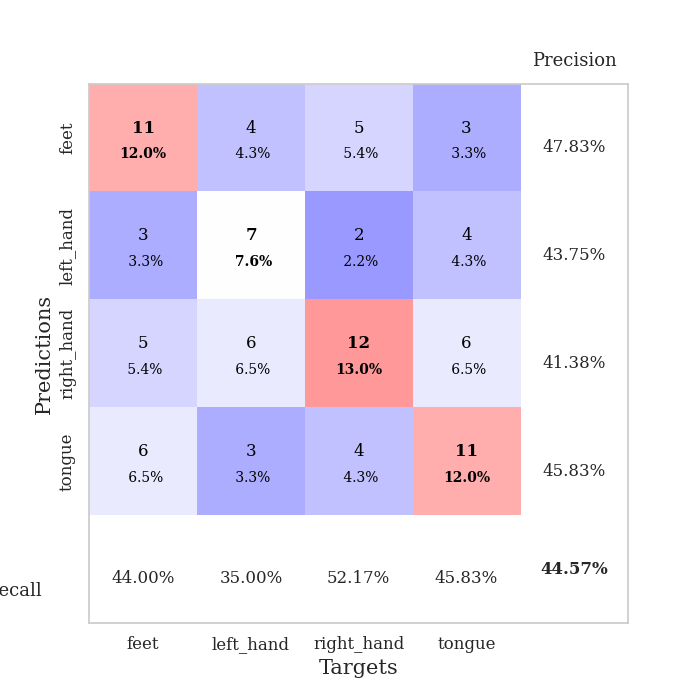 Precision
feet 11 4 5 3 47.83%
12.0% 4.3% 5.4% 3.3%
left_hand 3 7 2 4 43.75%
3.3% 7.6% 2.2% 4.3%
right_hand 5 6 12 6 41.38%
5.4% 6.5% 13.0% 6.5%
tongue 6 3 4 11 45.83%
6.5% 3.3% 4.3% 12.0%
Predictions
ecall 44.00% 35.00% 52.17% 45.83% 44.57%
feet left_hand right_hand tongue
Targets